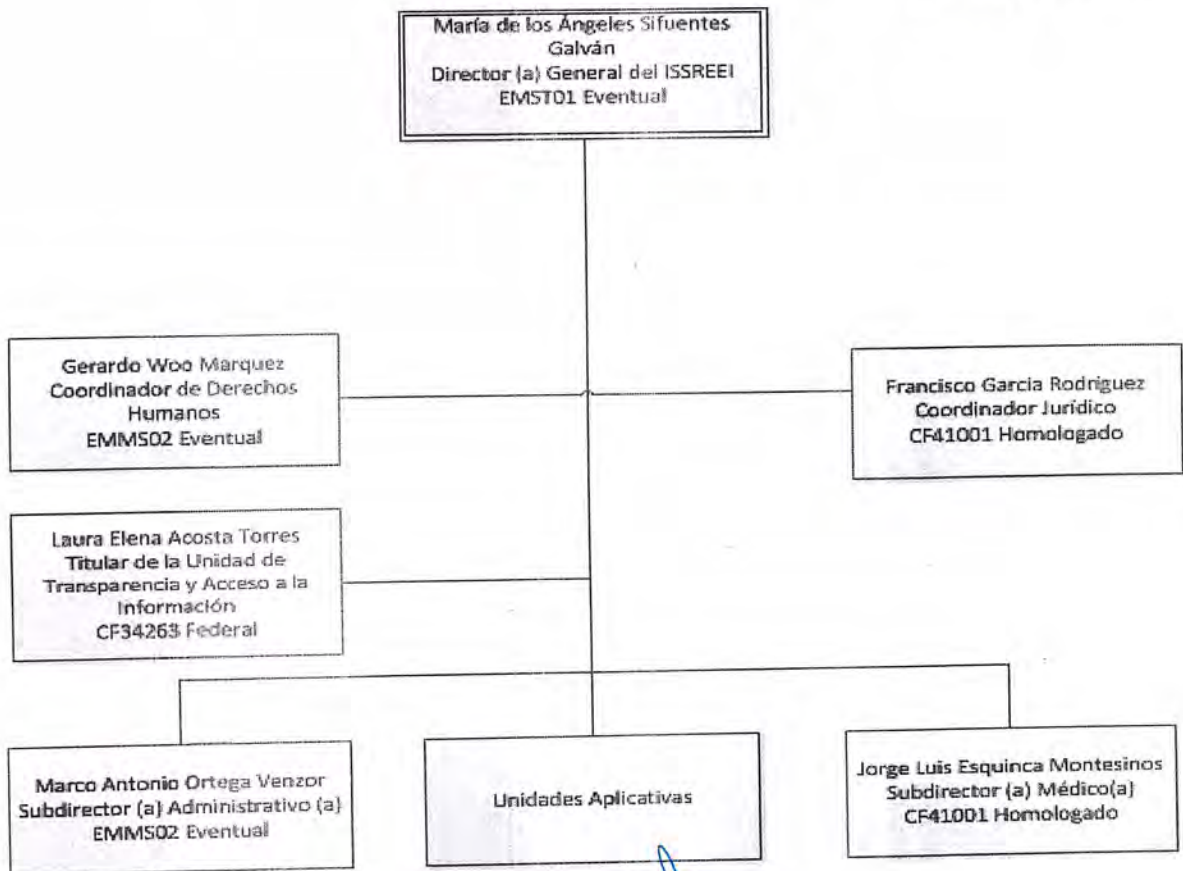 María de los Ángeles Sifuentes
Galván
Director (a) General del ISSREEI
EMST01 Eventual
Gerardo Woo Marquez
Coordinador de Derechos
Humanos
EMMS02 Eventual
Francisco Garcia Rodriguez
Coordinador Jurídico
CF41001 Homologado
Laura Elena Acosta Torres
Titular de la Unidad de
Transparencia y Acceso a la
Información
CF34263 Federal
Marco Antonio Ortega Venzor
Subdirector (a) Administrativo (a)
EMMS02 Eventual
Unidades Aplicativas
Jorge Luis Esquinca Montesinos
Subdirector (a) Médico(a)
CF41001 Homologado